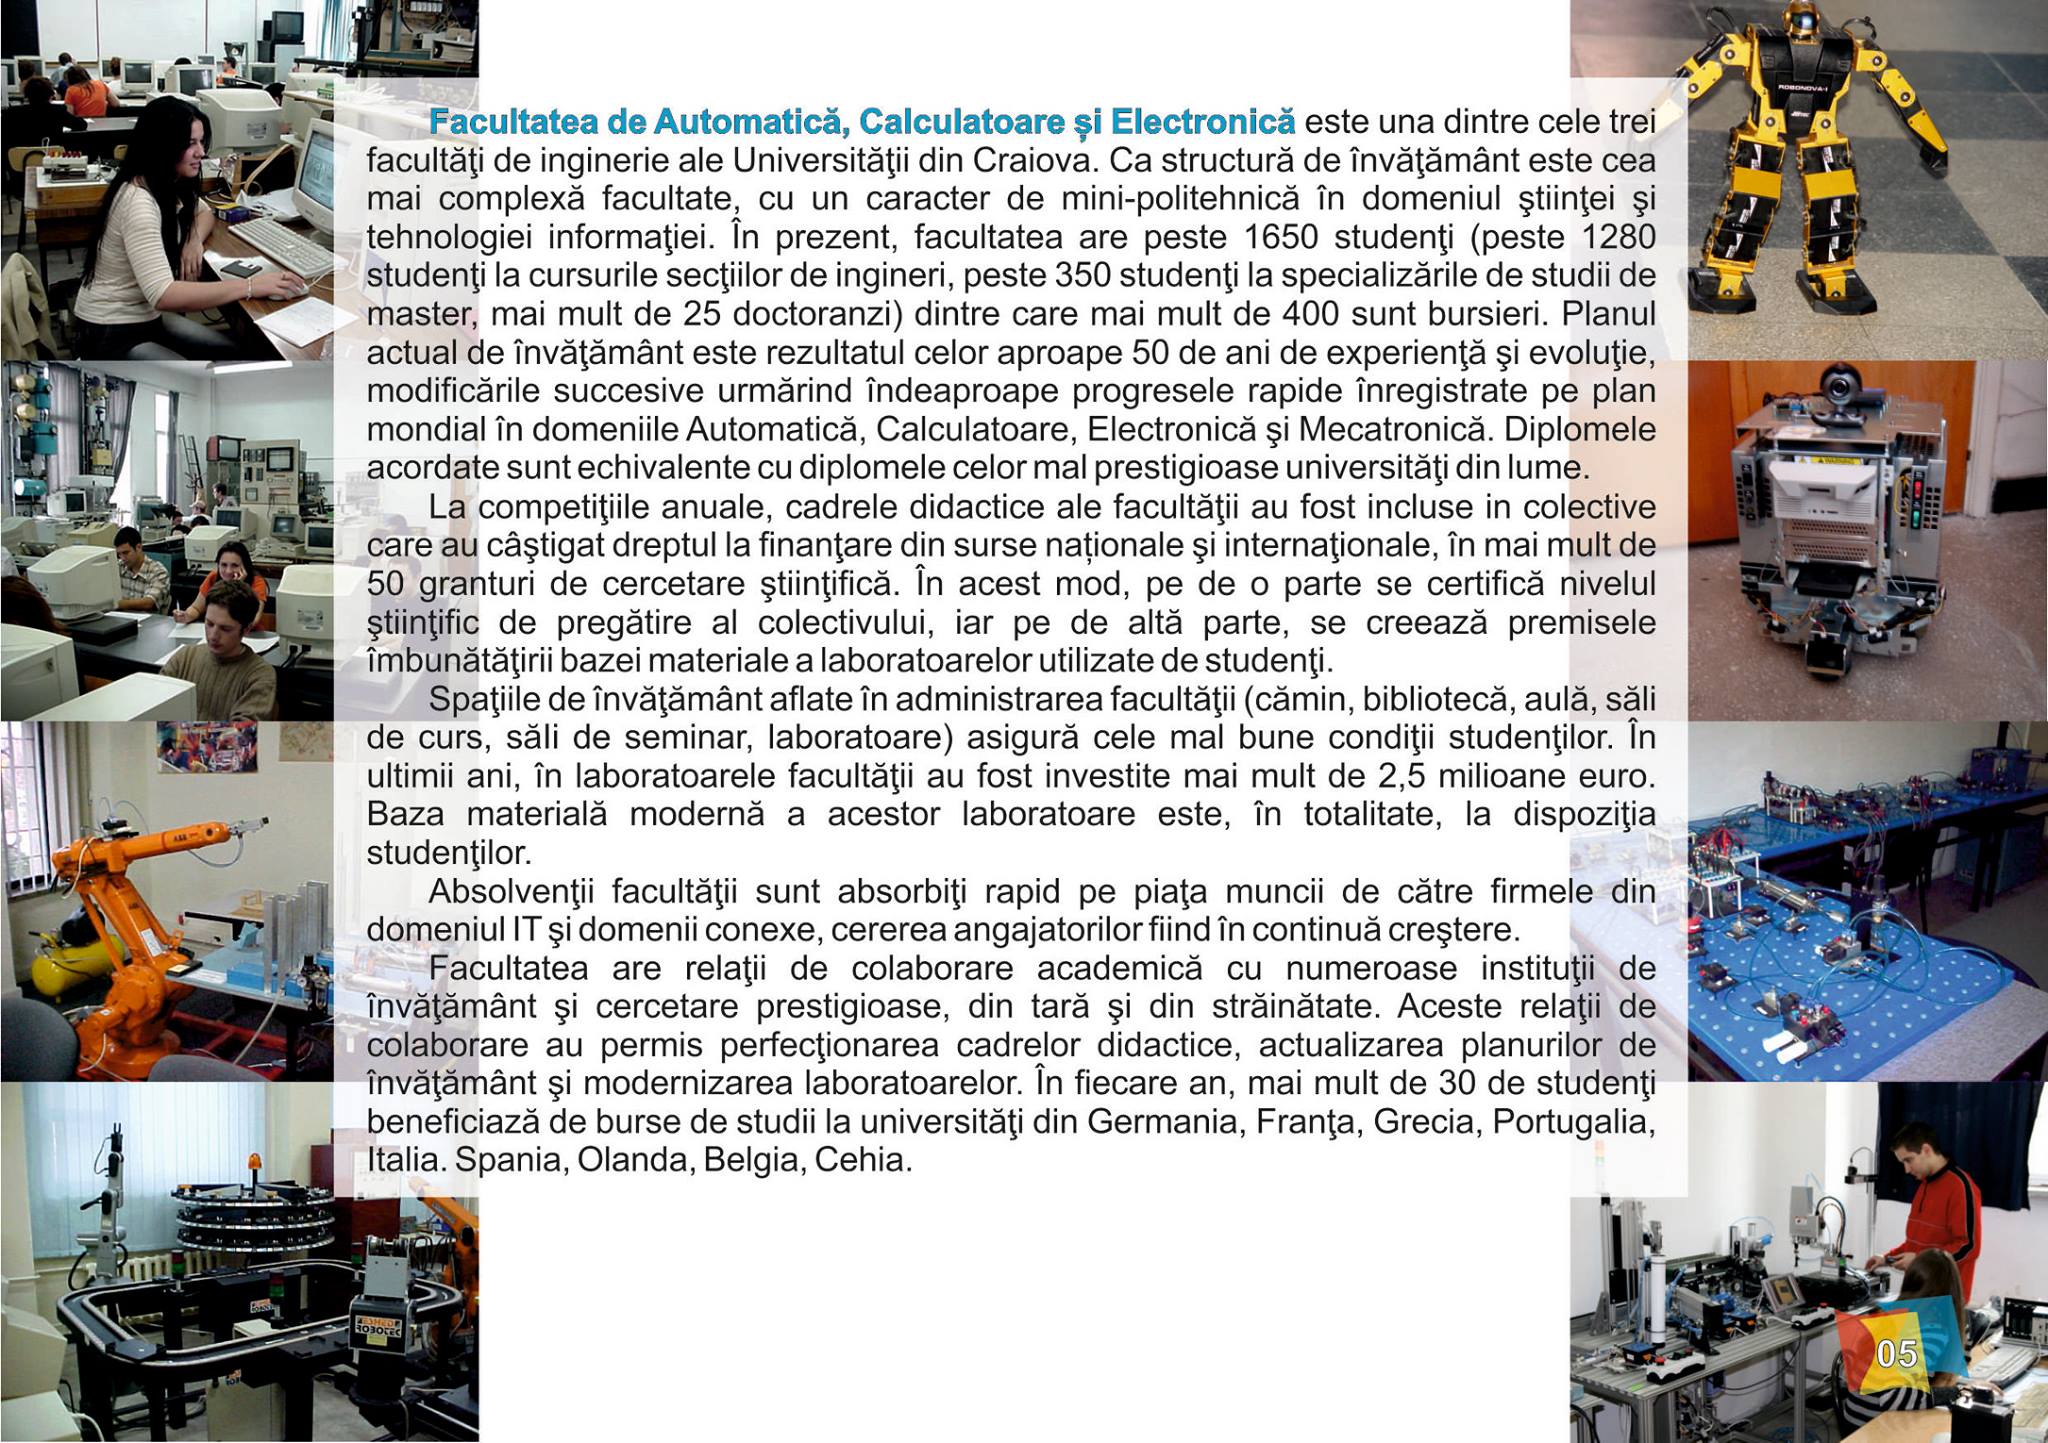 Facultatea de Automatică, Calculatoare și Electronică este una dintre cele trei
facultăţi de inginerie ale Universităţii din Craiova. Ca structură de învăţământ este cea
mai complexă facultate, cu un caracter de mini-politehnică în domeniul ştiinţei şi
tehnologiei informaţiei. În prezent, facultatea are peste 1650 studenţi (peste 1280
studenţi la cursurile secţiilor de ingineri, peste 350 studenţi la specializările de studii de
master, mai mult de 25 doctoranzi) dintre care mai mult de 400 sunt bursieri. Planul
actual de învăţământ este rezultatul celor aproape 50 de ani de experienţă şi evoluţie,
modificările succesive urmărind îndeaproape progresele rapide înregistrate pe plan
mondial în domeniile Automatică, Calculatoare, Electronică şi Mecatronică. Diplomele
acordate sunt echivalente cu diplomele celor mal prestigioase universităţi din lume.
La competiţiile anuale, cadrele didactice ale facultăţii au fost incluse in colective
care au câştigat dreptul la finanţare din surse naționale şi internaţionale, în mai mult de
50 granturi de cercetare ştiinţifică. În acest mod, pe de o parte se certifică nivelul
ştiinţific de pregătire al colectivului, iar pe de altă parte, se creează premisele
îmbunătăţirii bazei materiale a laboratoarelor utilizate de studenţi.
Spaţiile de învăţământ aflate în administrarea facultăţii (cămin, bibliotecă, aulă, săli
de curs, săli de seminar, laboratoare) asigură cele mal bune condiţii studenţilor. În
ultimii ani, în laboratoarele facultăţii au fost investite mai mult de 2,5 milioane euro.
Baza materială modernă a acestor laboratoare este, în totalitate, la dispoziţia
studenţilor.
Absolvenţii facultăţii sunt absorbiţi rapid pe piaţa muncii de către firmele din
domeniul IT şi domenii conexe, cererea angajatorilor fiind în continuă creştere.
Facultatea are relaţii de colaborare academică cu numeroase instituţii de
învăţământ şi cercetare prestigioase, din tară şi din străinătate. Aceste relaţii de
colaborare au permis perfecţionarea cadrelor didactice, actualizarea planurilor de
învăţământ şi modernizarea laboratoarelor. În fiecare an, mai mult de 30 de studenţi
beneficiază de burse de studii la universităţi din Germania, Franţa, Grecia, Portugalia,
Italia. Spania, Olanda, Belgia, Cehia.
ROBONOVA-I
WARNING
ABB
ESHED
ROBOTEC
05